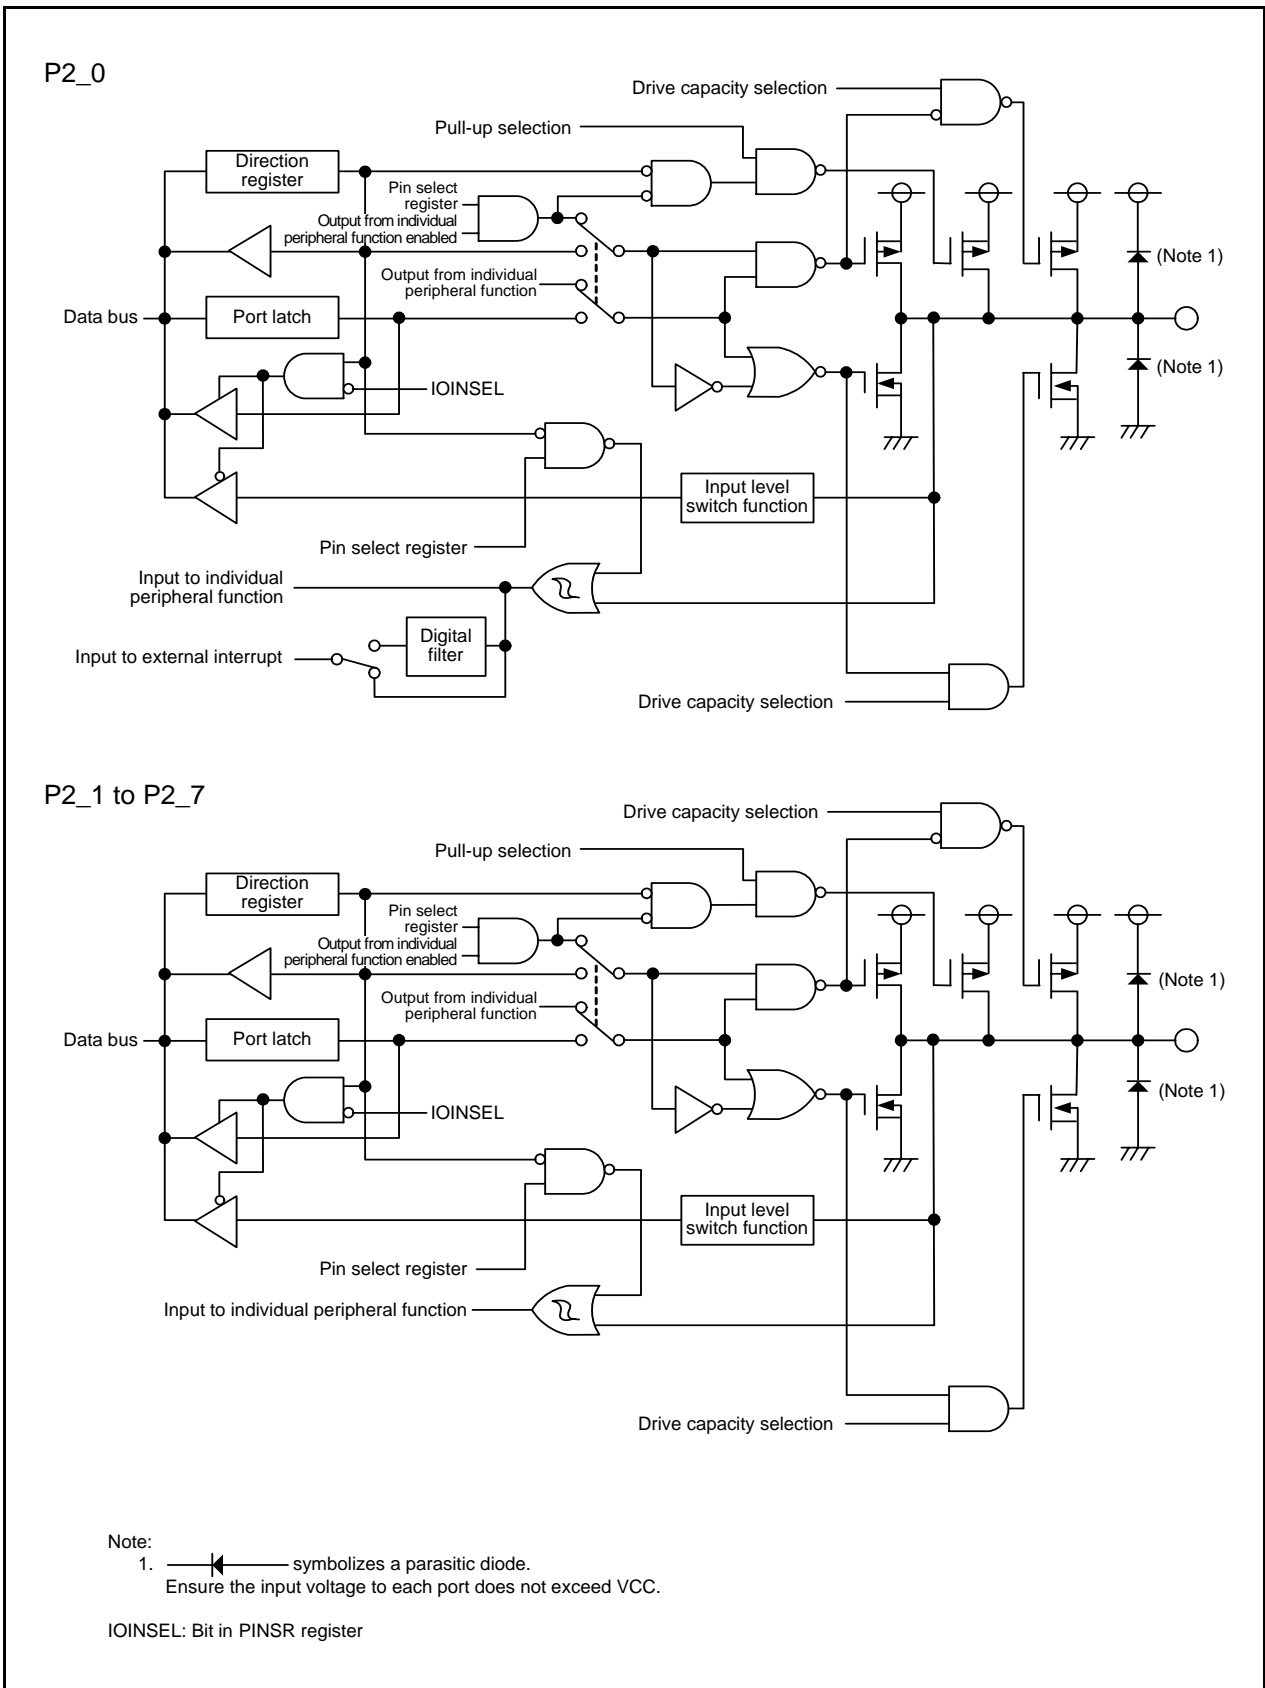 P2_0
Drive capacity selection
Pull-up selection
Direction
register
Pin select
register
Output from individual
peripheral function enabled
(Note 1)
Output from individual
peripheral function
Data bus
Port latch
(Note 1)
IOINSEL
Input level
switch function
Pin select register
Input to individual
peripheral function
Digital
filter
Input to external interrupt
Drive capacity selection
P2_1 to P2_7
Drive capacity selection
Pull-up selection
Direction
register
Pin select
register
Output from individual
peripheral function enabled
(Note 1)
Output from individual
peripheral function
Data bus
Port latch
(Note 1)
IOINSEL
Input level
switch function
Pin select register
Input to individual peripheral function
Drive capacity selection
Note:
1. symbolizes a parasitic diode.
Ensure the input voltage to each port does not exceed VCC.
IOINSEL: Bit in PINSR register